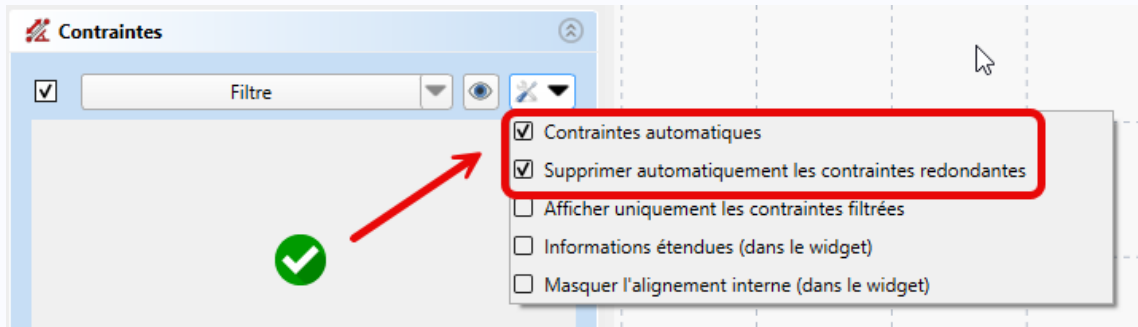 Contraintes
Filtre
Contraintes automatiques
Supprimer automatiquement les contraintes redondantes
Afficher uniquement les contraintes filtrées
Informations étendues (dans le widget)
Masquer l'alignement interne (dans le widget)